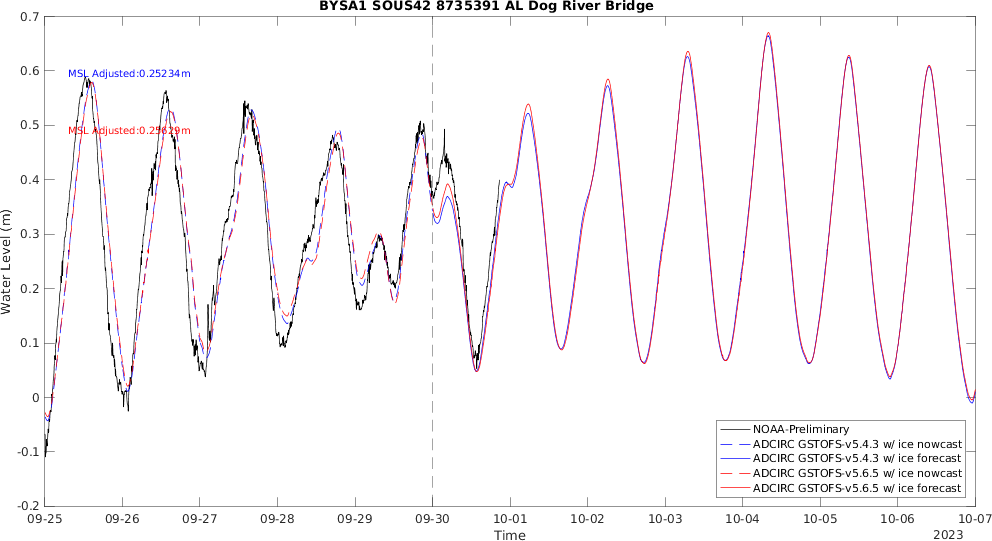 BYSA1 SOUS42 8735391 AL Dog River Bridge
0.7
0.6
0.5
0.4
0.3
0.2
0.1
0
-0.1
-0.2
Water Level (m)
MSL Adjusted:0.25234m
MSL Adjusted:0.25629m
NOAA-Preliminary
ADCIRC GSTOFS-v5.4.3 w/ ice nowcast
ADCIRC GSTOFS-v5.4.3 w/ ice forecast
ADCIRC GSTOFS-v5.6.5 w/ ice nowcast
ADCIRC GSTOFS-v5.6.5 w/ ice forecast
09-25 09-26 09-27 09-28 09-29 09-30 10-01 10-02 10-03 10-04 10-05 10-06 10-07
Time
2023